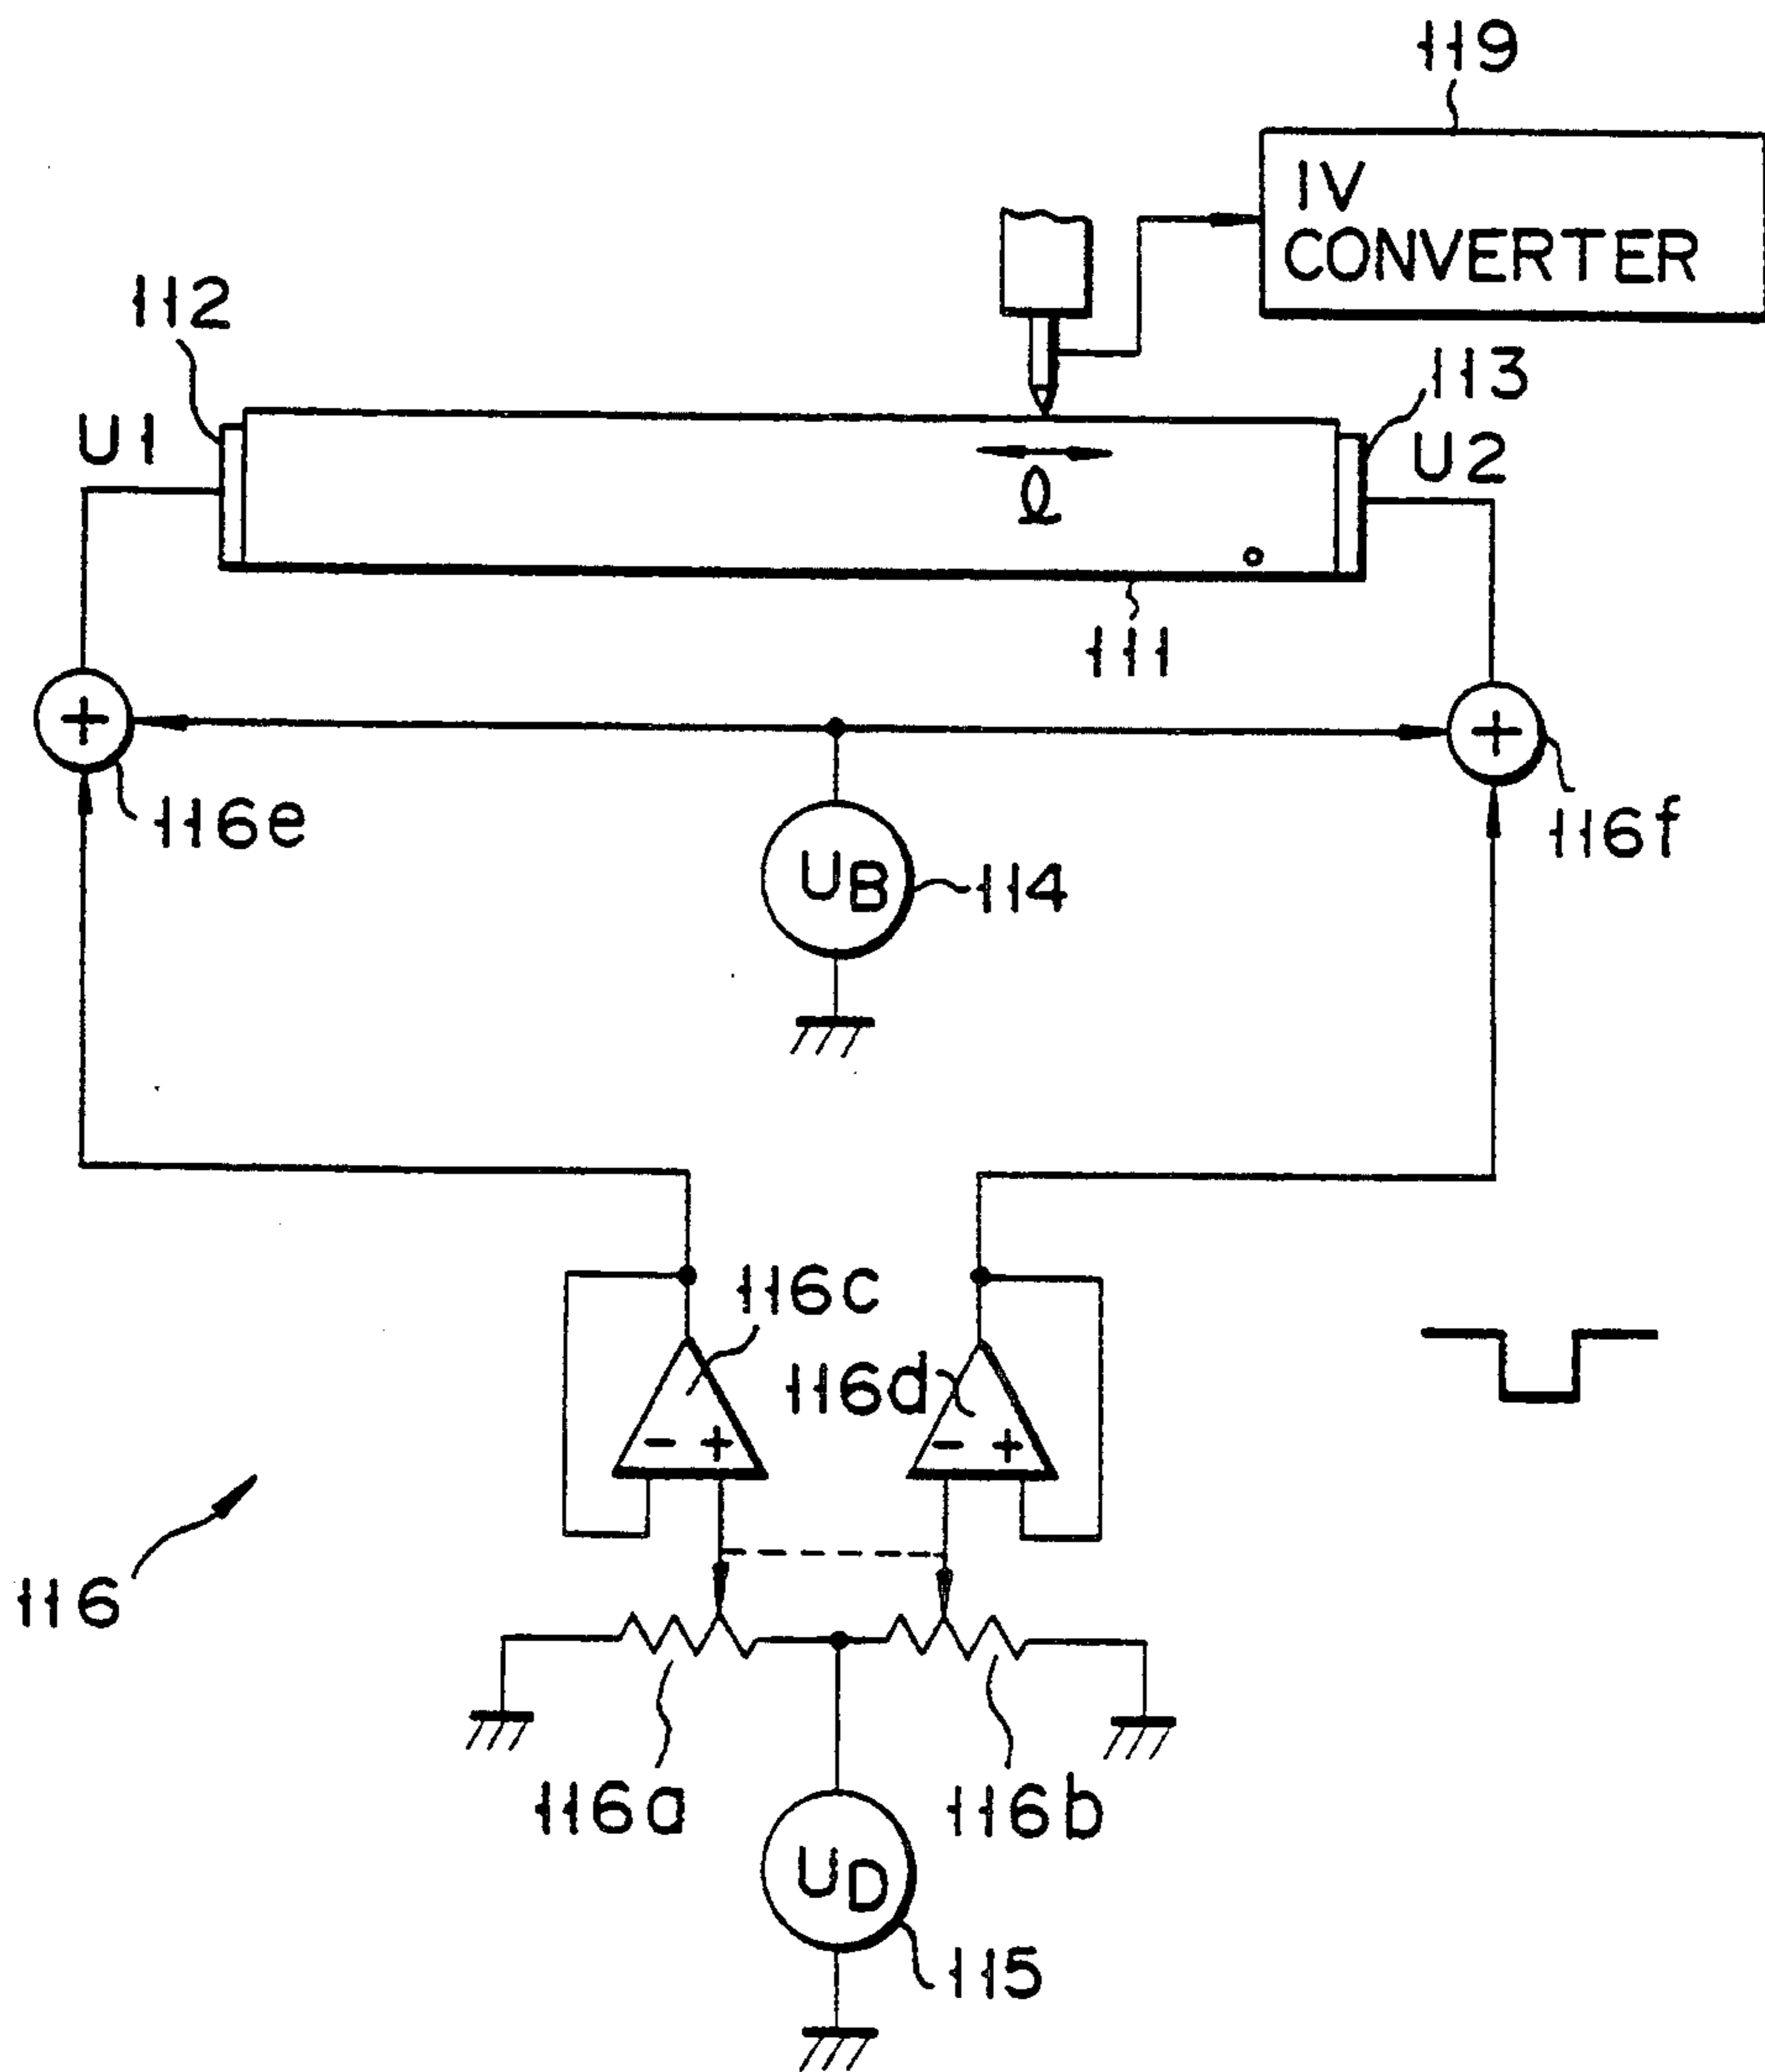 119
IV
CONVERTER
112
113
U1
U2
ℓ
111
+
+
116e
116f
UB
114
116c
116d
- +
- +
116
116a
116b
UD
115